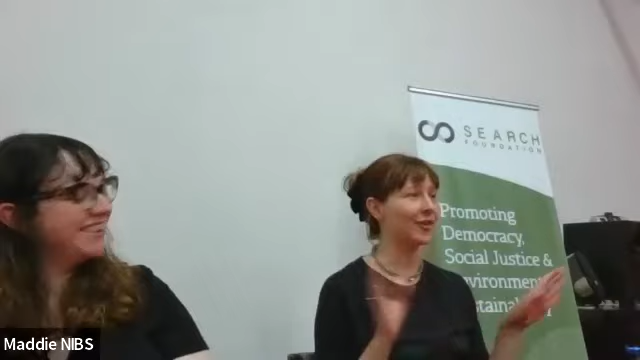 SEARCH
FOUNDATION
Promoting
Democracy,
Social Justice &
Maddie NIBS